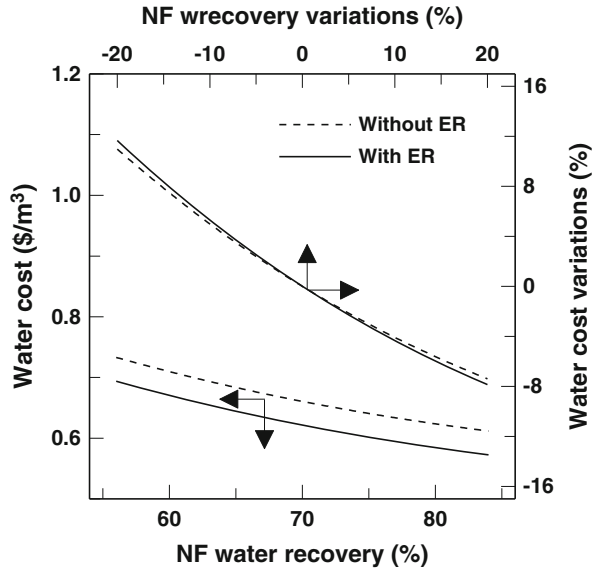 NF wrecovery variations (%)
-20 -10 0 10 20
1.2
1.0
0.8
0.6
Water cost ($/m³)
Without ER
With ER
16
8
0
-8
-16
Water cost variations (%)
60 70 80
NF water recovery (%)